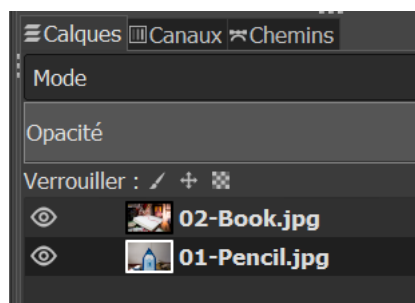 Calques Canaux Chemins
Mode
Opacité
Verrouiller :
02-Book.jpg
01-Pencil.jpg